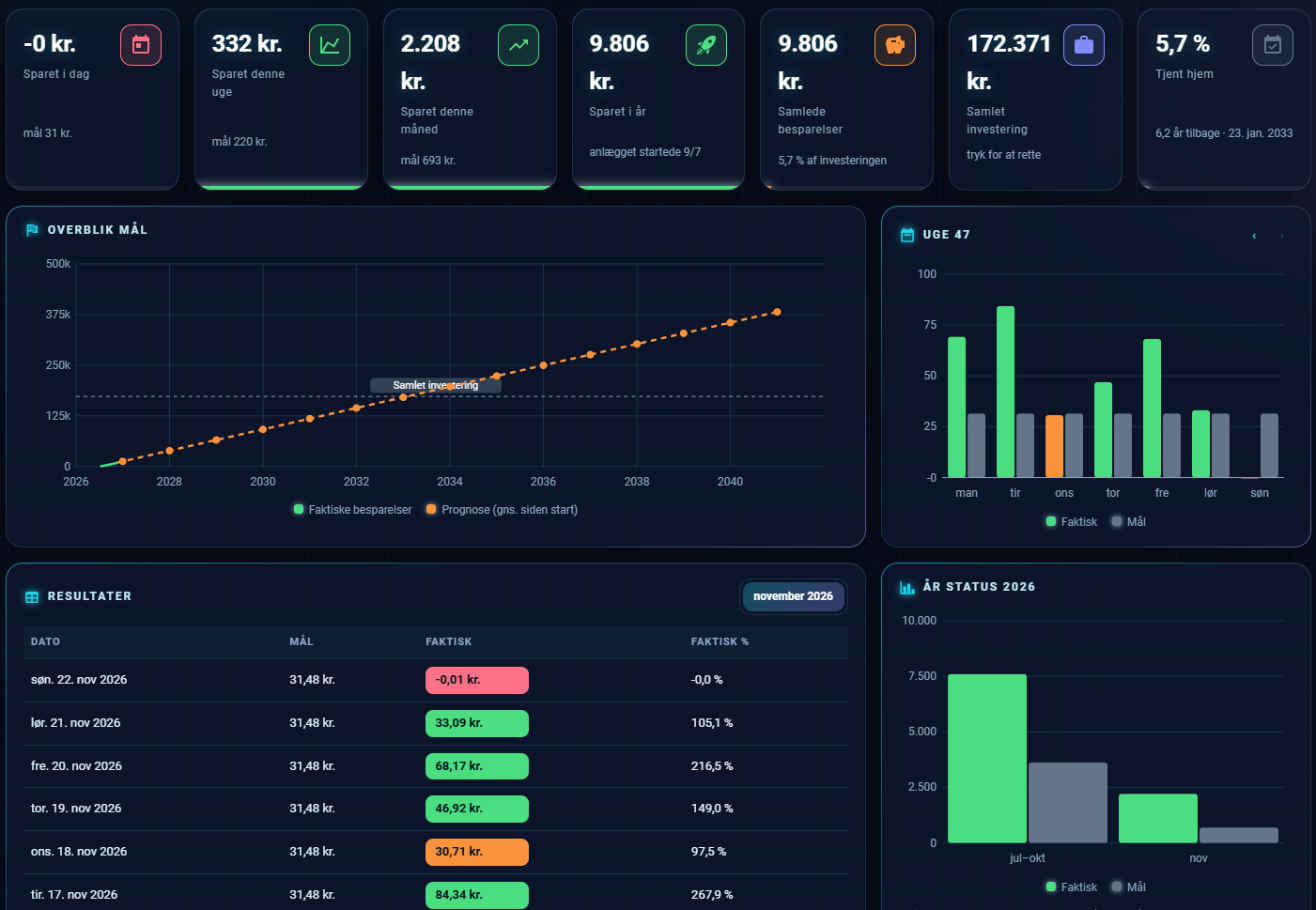 -0 kr.
Sparet i dag
mål 31 kr.
332 kr.
Sparet denne
uge
mål 220 kr.
2.208
kr.
Sparet denne
måned
mål 693 kr.
9.806
kr.
Sparet i år
anlægget startede 9/7
9.806
kr.
Samlede
besparelser
5,7 % af investeringen
172.371
kr.
Samlet
investering
tryk for at rette
5,7 %
Tjent hjem
6,2 år tilbage · 23. jan. 2033
OVERBLIK MÅL
500k
375k
250k
125k
0
Samlet investering
2026 2028 2030 2032 2034 2036 2038 2040
Faktiske besparelser Prognose (gns. siden start)
UGE 47
‹ ›
100
75
50
25
-0
man tir ons tor fre lør søn
Faktisk Mål
RESULTATER
november 2026
DATO MÅL FAKTISK FAKTISK %
søn. 22. nov 2026 31,48 kr. -0,01 kr. -0,0 %
lør. 21. nov 2026 31,48 kr. 33,09 kr. 105,1 %
fre. 20. nov 2026 31,48 kr. 68,17 kr. 216,5 %
tor. 19. nov 2026 31,48 kr. 46,92 kr. 149,0 %
ons. 18. nov 2026 31,48 kr. 30,71 kr. 97,5 %
tir. 17. nov 2026 31,48 kr. 84,34 kr. 267,9 %
ÅR STATUS 2026
10.000
7.500
5.000
2.500
0
jul–okt nov
Faktisk Mål